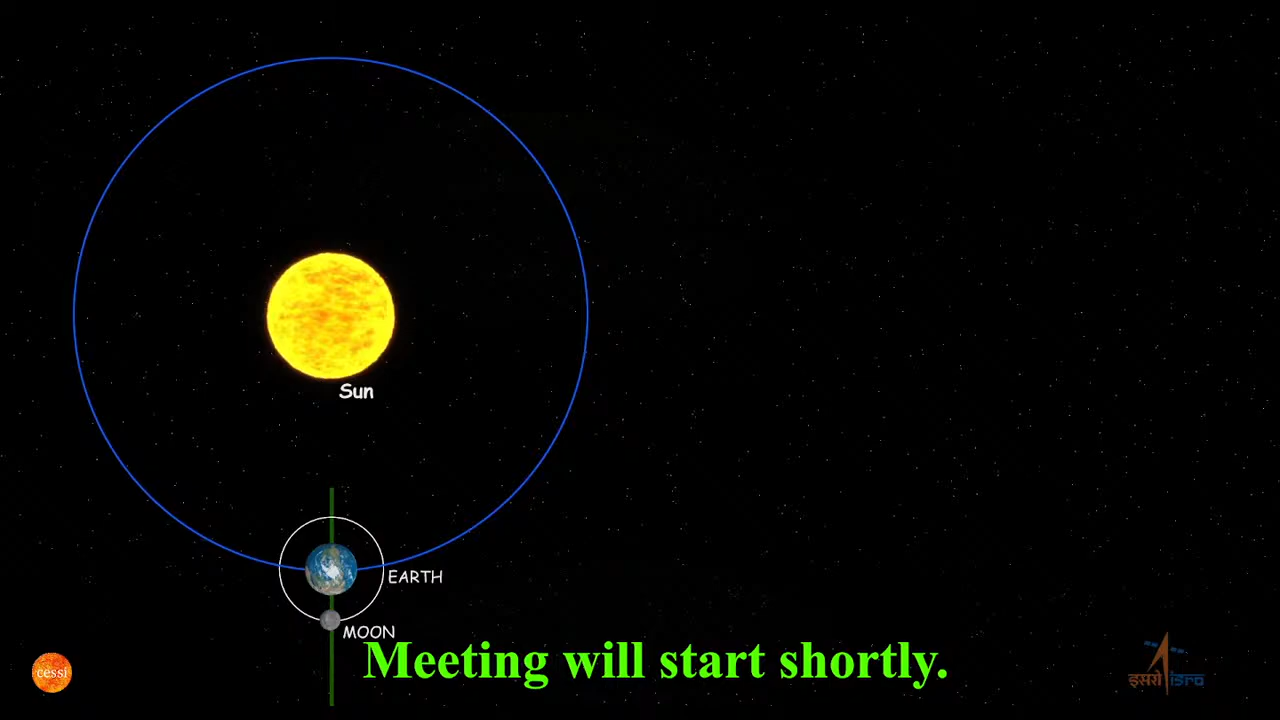 Sun
EARTH
MOON
Meeting will start shortly.
cessi
इसरो isro